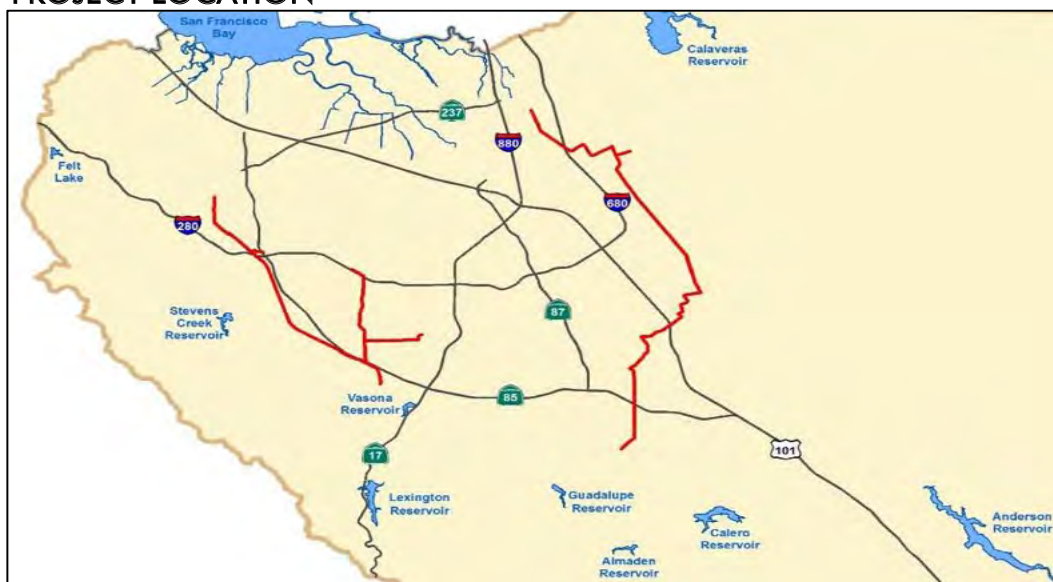 PROJECT LOCATION
San Francisco
Bay
Calaveras
Reservoir
237
880
Felt
Lake
680
280
Stevens
Creek
Reservoir
87
85
Vasona
Reservoir
17
101
Lexington
Reservoir
Guadalupe
Reservoir
Calero
Reservoir
Almaden
Reservoir
Anderson
Reservoir